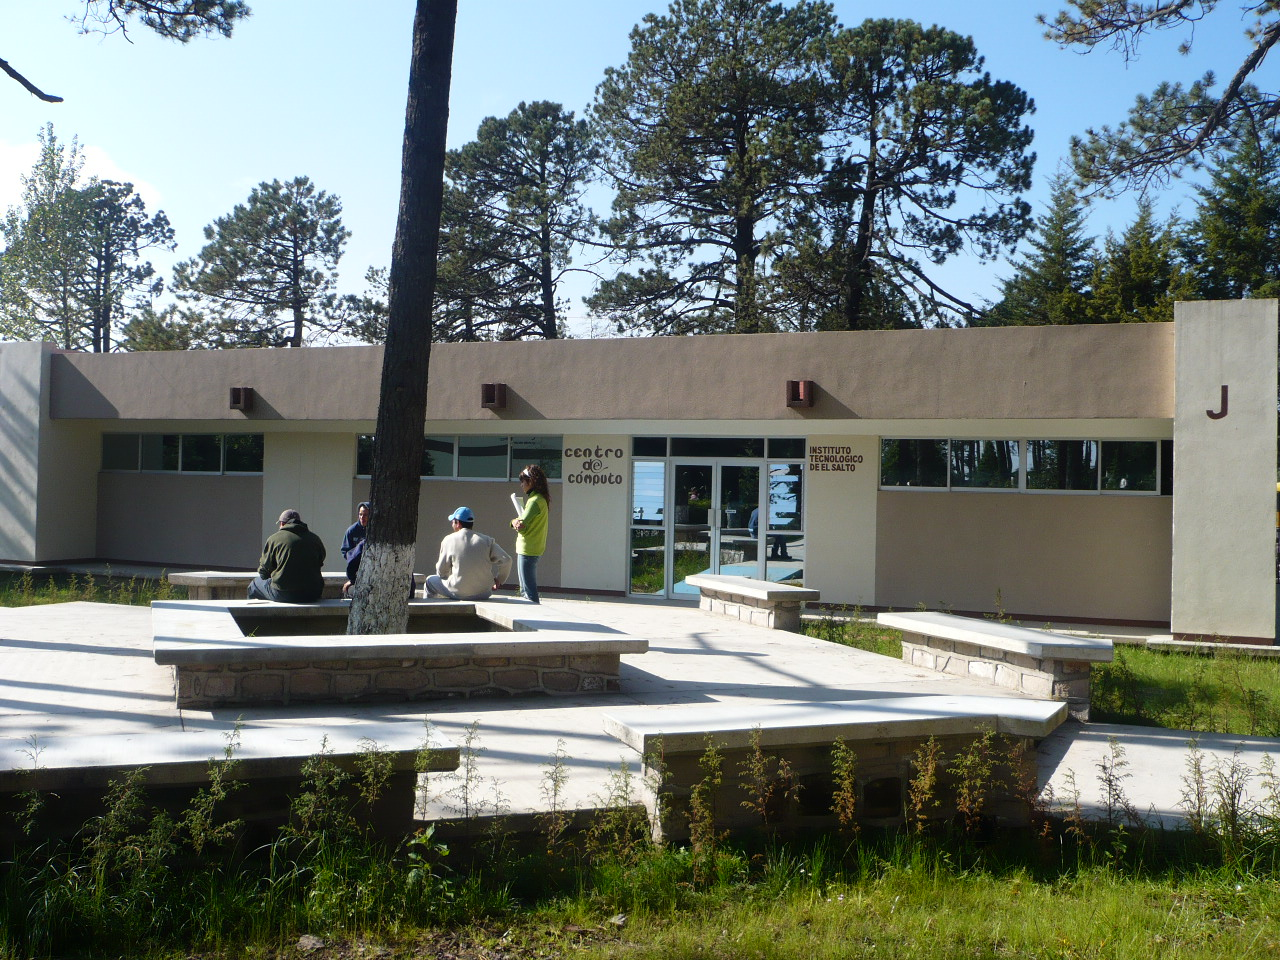 centro
de
cómputo
INSTITUTO
TECNOLOGICO
DE EL SALTO
J